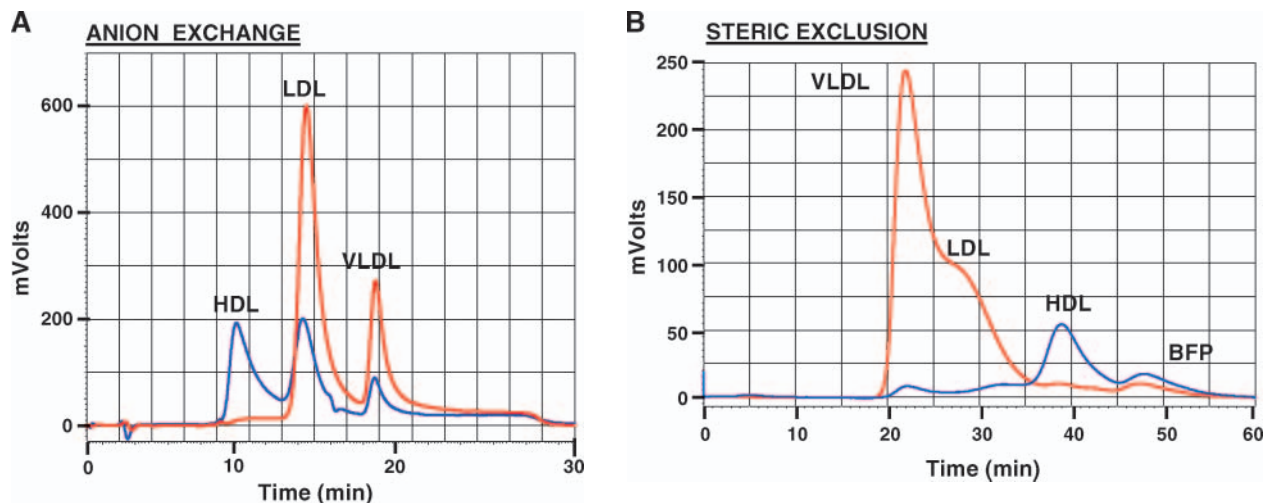 A
ANION EXCHANGE
600
400
200
0
mVolts
HDL
LDL
VLDL
0 10 20 30
Time (min)
B
STERIC EXCLUSION
250
200
150
100
50
0
mVolts
VLDL
LDL
HDL
BFP
0 10 20 30 40 50 60
Time (min)